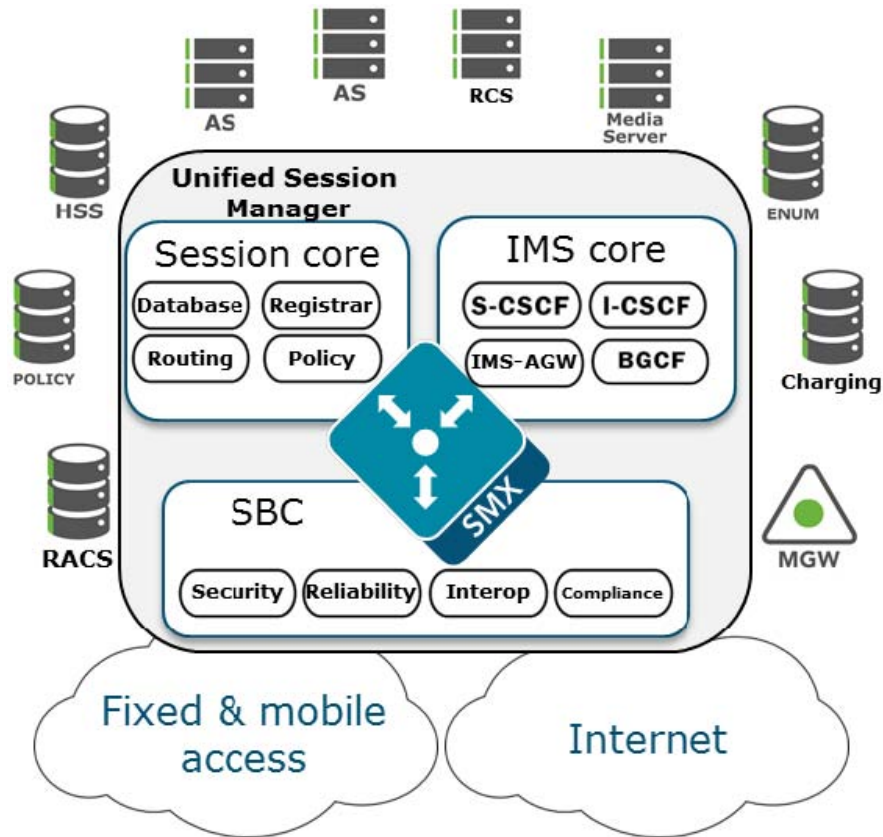 AS
AS
RCS
Media
Server
HSS
ENUM
Unified Session
Manager
Session core
IMS core
Database
Registrar
S-CSCF
I-CSCF
Routing
Policy
IMS-AGW
BGCF
POLICY
Charging
SMX
SBC
RACS
MGW
Security
Reliability
Interop
Compliance
Fixed & mobile
access
Internet